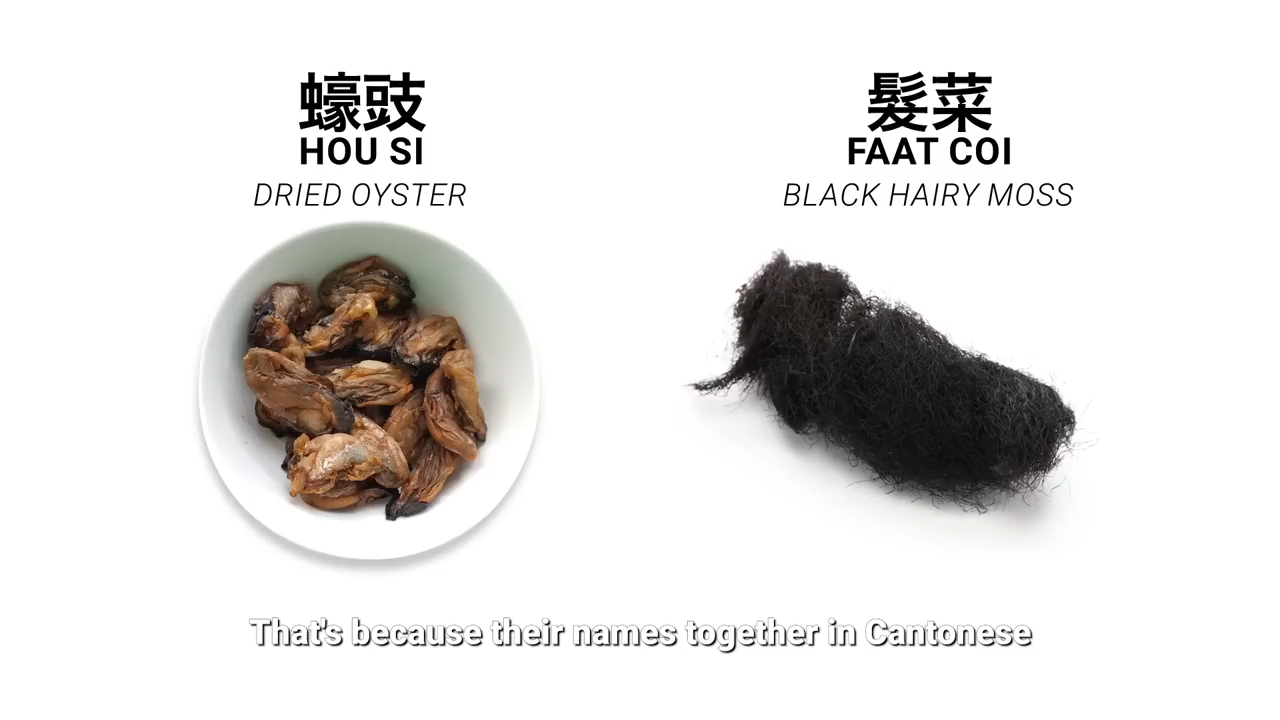 蠔豉
HOU SI
DRIED OYSTER
髮菜
FAAT COI
BLACK HAIRY MOSS
That's because their names together in Cantonese